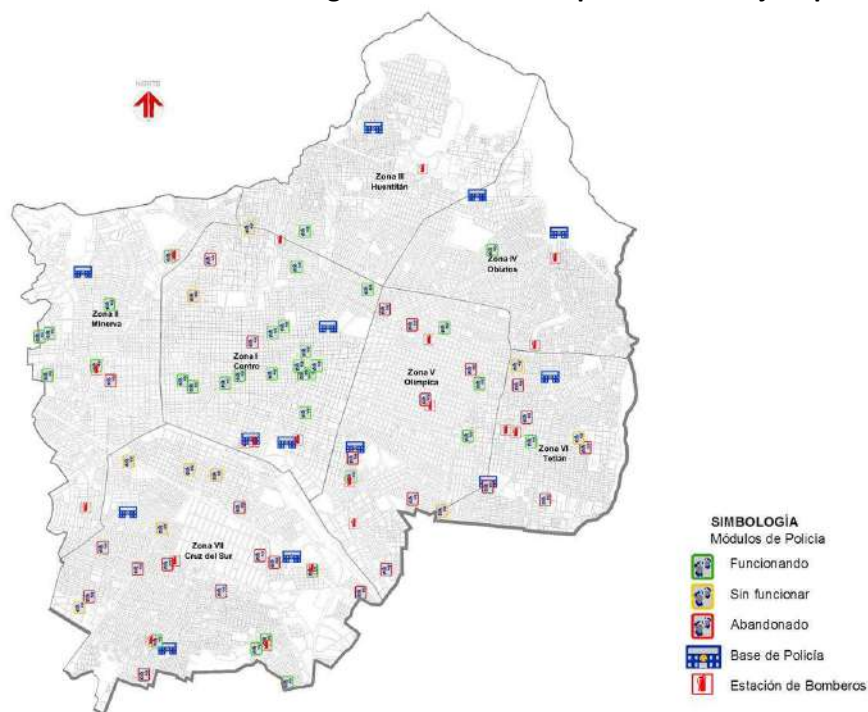 NORTE
Zona III
Huentitán
Zona IV
Oblatos
Zona II
Minerva
Zona I
Centro
Zona V
Olímpica
Zona VI
Tetlán
Zona VII
Cruz del Sur
SIMBOLOGÍA
Módulos de Policía
Funcionando
Sin funcionar
Abandonado
Base de Policía
Estación de Bomberos